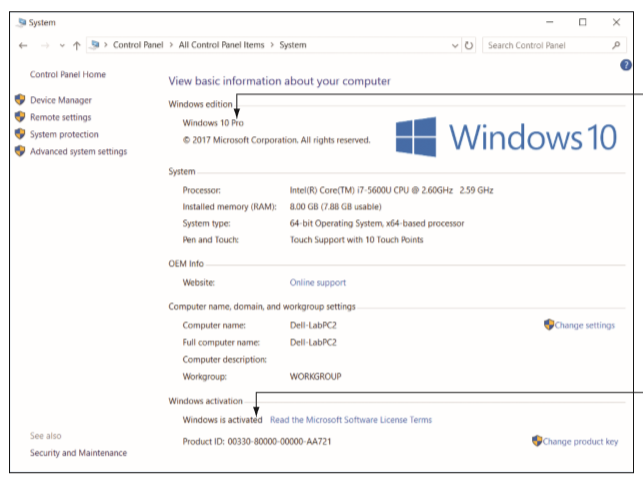 System
Control Panel > All Control Panel Items > System
Search Control Panel
?
Control Panel Home
Device Manager
Remote settings
System protection
Advanced system settings
View basic information about your computer
Windows edition
Windows 10 Pro
© 2017 Microsoft Corporation. All rights reserved.
Windows 10
System
Processor: Intel(R) Core(TM) i7-5600U CPU @ 2.60GHz 2.59 GHz
Installed memory (RAM): 8.00 GB (7.88 GB usable)
System type: 64-bit Operating System, x64-based processor
Pen and Touch: Touch Support with 10 Touch Points
OEM Info
Website: Online support
Computer name, domain, and workgroup settings
Computer name: Dell-LabPC2
Change settings
Full computer name: Dell-LabPC2
Computer description:
Workgroup: WORKGROUP
Windows activation
Windows is activated Read the Microsoft Software License Terms
Product ID: 00330-80000-00000-AA721
Change product key
See also
Security and Maintenance